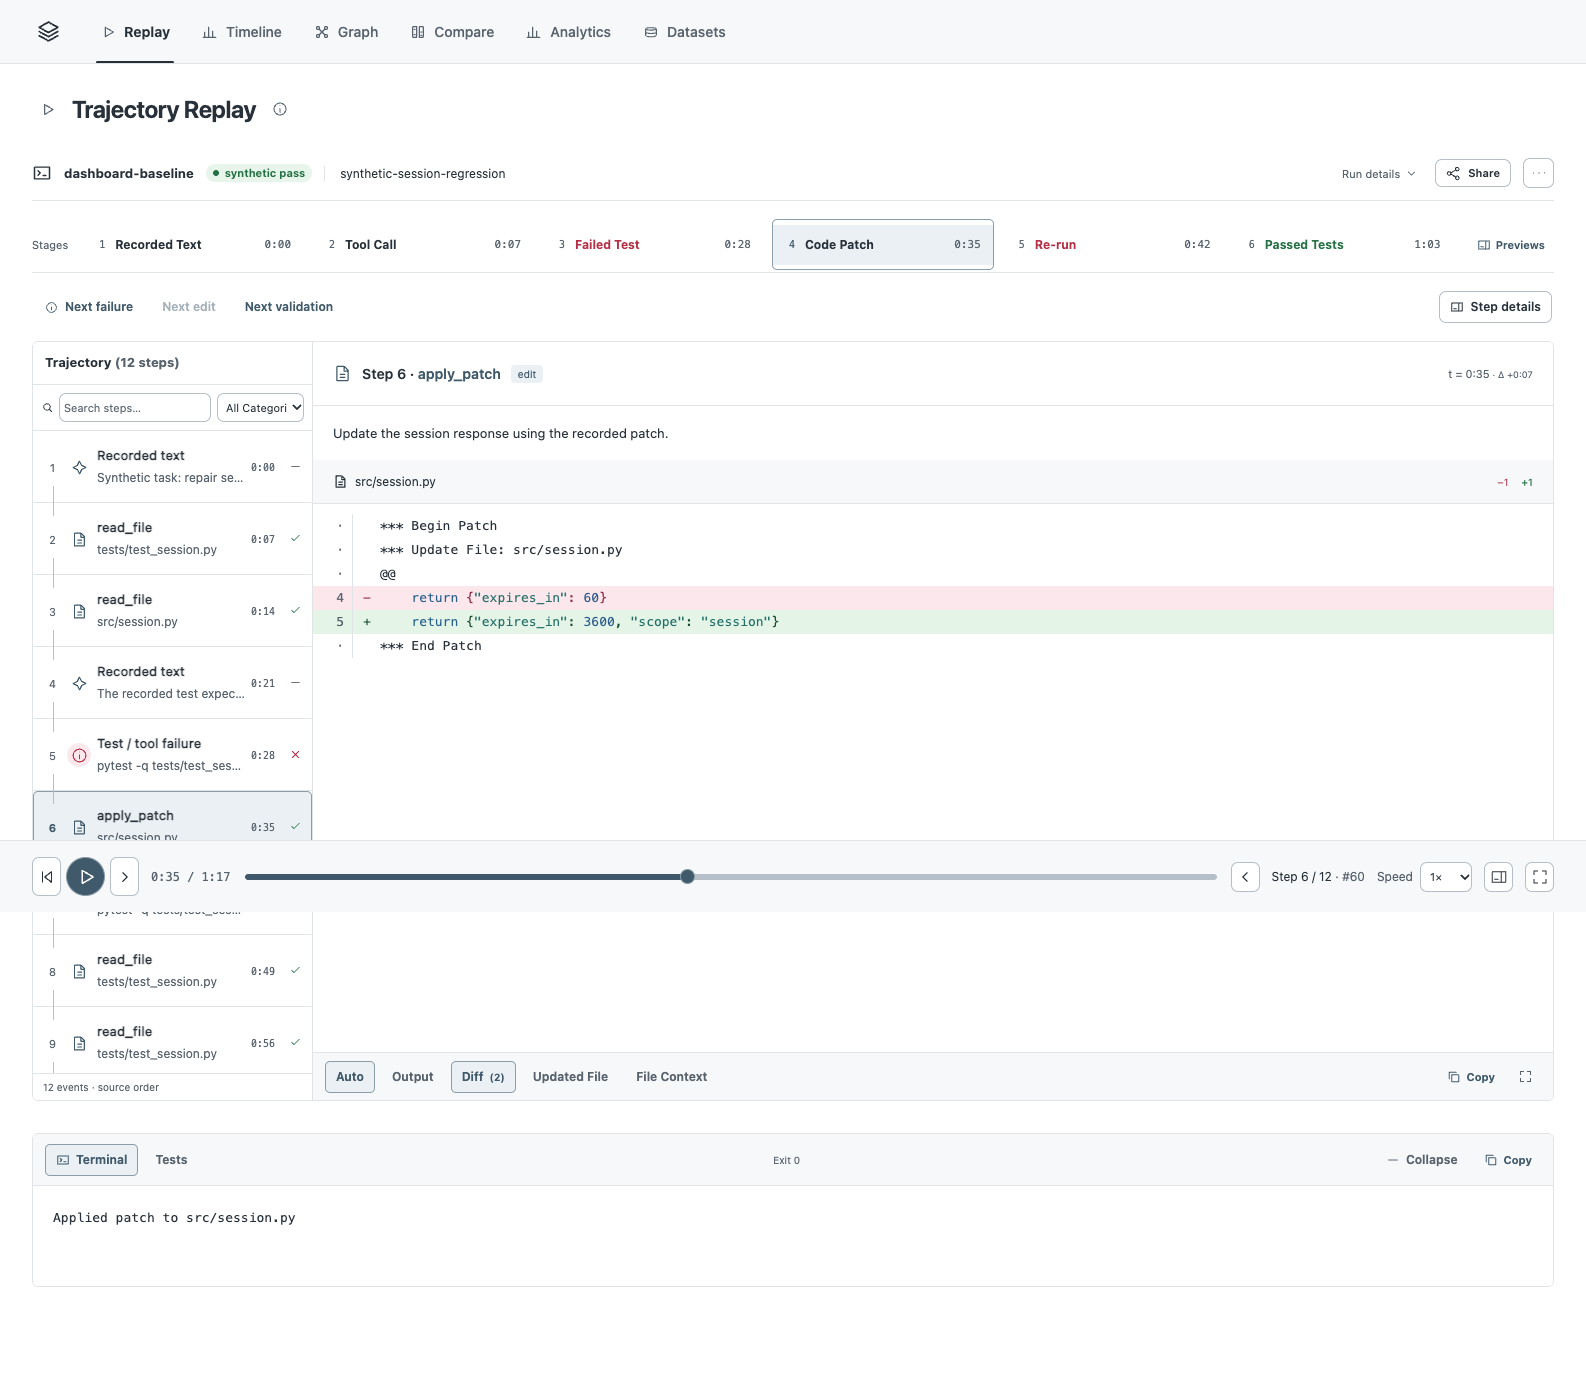 Replay Timeline Graph Compare Analytics Datasets
Trajectory Replay
dashboard-baseline synthetic pass synthetic-session-regression Run details Share ···
Stages 1 Recorded Text 0:00 2 Tool Call 0:07 3 Failed Test 0:28 4 Code Patch 0:35 5 Re-run 0:42 6 Passed Tests 1:03 Previews
Next failure Next edit Next validation Step details
Trajectory (12 steps)
Search steps... All Categori
1 Recorded text 0:00 –
Synthetic task: repair se...
2 read_file 0:07 ✓
tests/test_session.py
3 read_file 0:14 ✓
src/session.py
4 Recorded text 0:21 –
The recorded test expec...
5 Test / tool failure 0:28 ×
pytest -q tests/test_ses...
6 apply_patch 0:35 ✓
src/session.py
Step 6 · apply_patch edit t = 0:35 · Δ +0:07
Update the session response using the recorded patch.
src/session.py −1 +1
· *** Begin Patch
· *** Update File: src/session.py
· @@
4 −     return {"expires_in": 60}
5 +     return {"expires_in": 3600, "scope": "session"}
· *** End Patch
0:35 / 1:17 Step 6 / 12 · #60 Speed 1×
8 read_file 0:49 ✓
tests/test_session.py
9 read_file 0:56 ✓
tests/test_session.py
12 events · source order
Auto Output Diff (2) Updated File File Context Copy
Terminal Tests Exit 0 — Collapse Copy
Applied patch to src/session.py